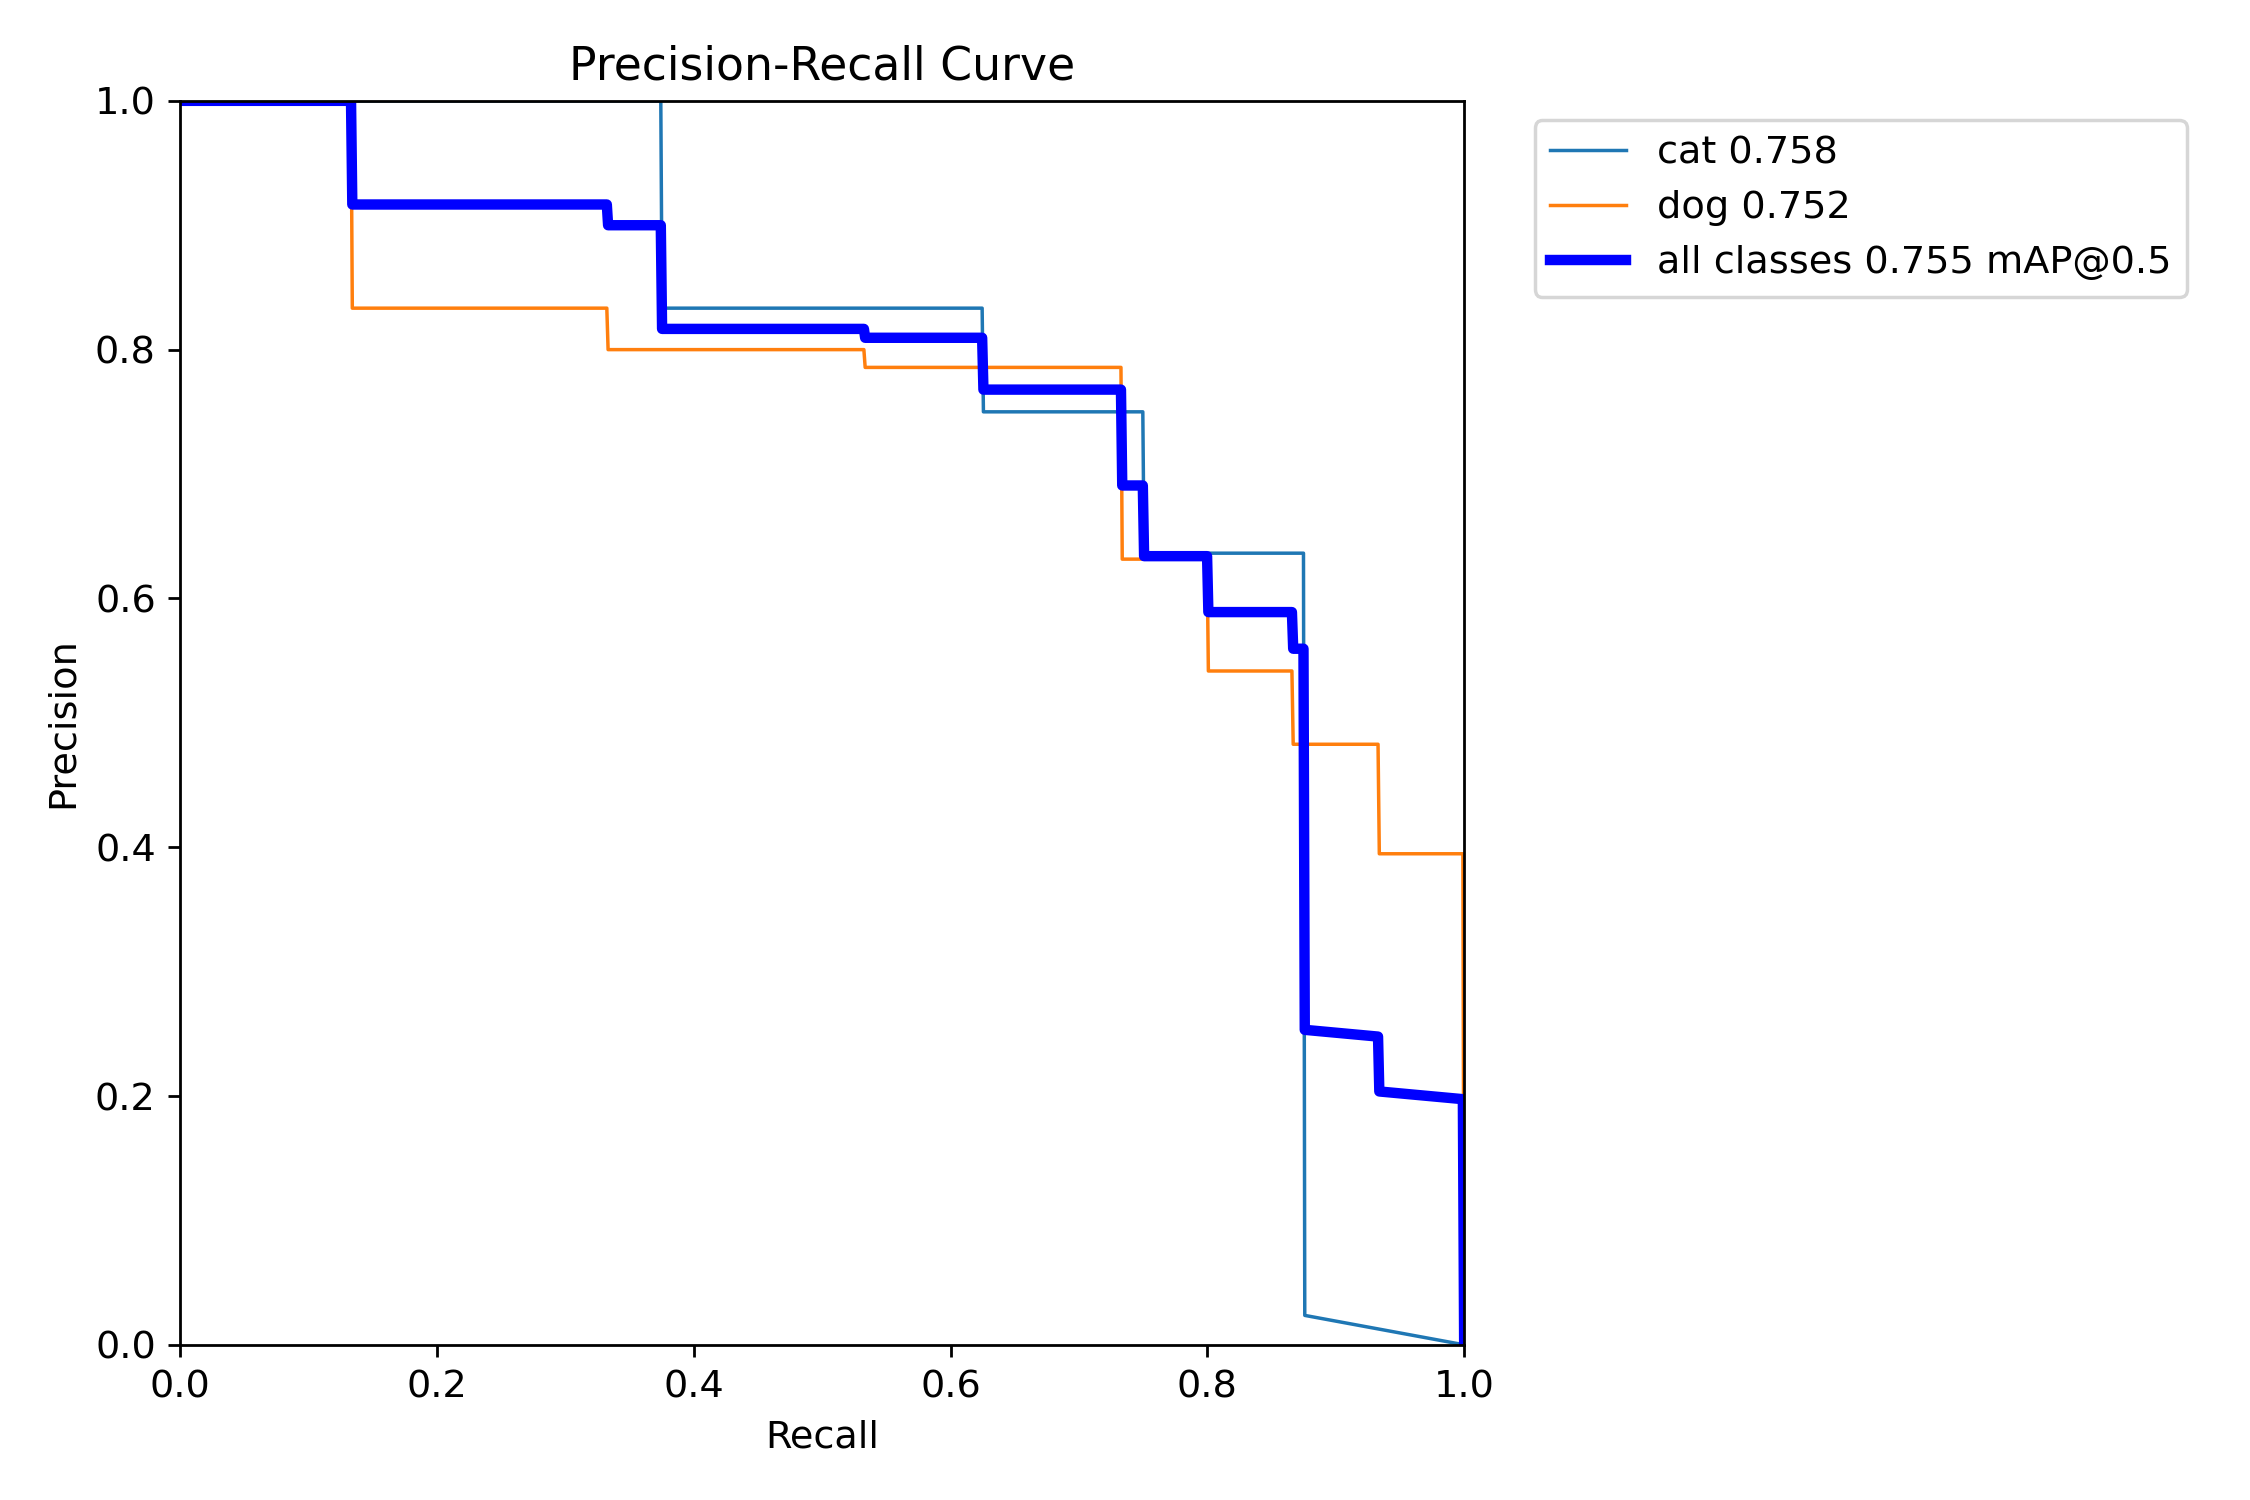 Precision-Recall Curve
1.0
0.8
0.6
0.4
0.2
0.0
Precision
0.0 0.2 0.4 0.6 0.8 1.0
Recall
cat 0.758
dog 0.752
all classes 0.755 mAP@0.5